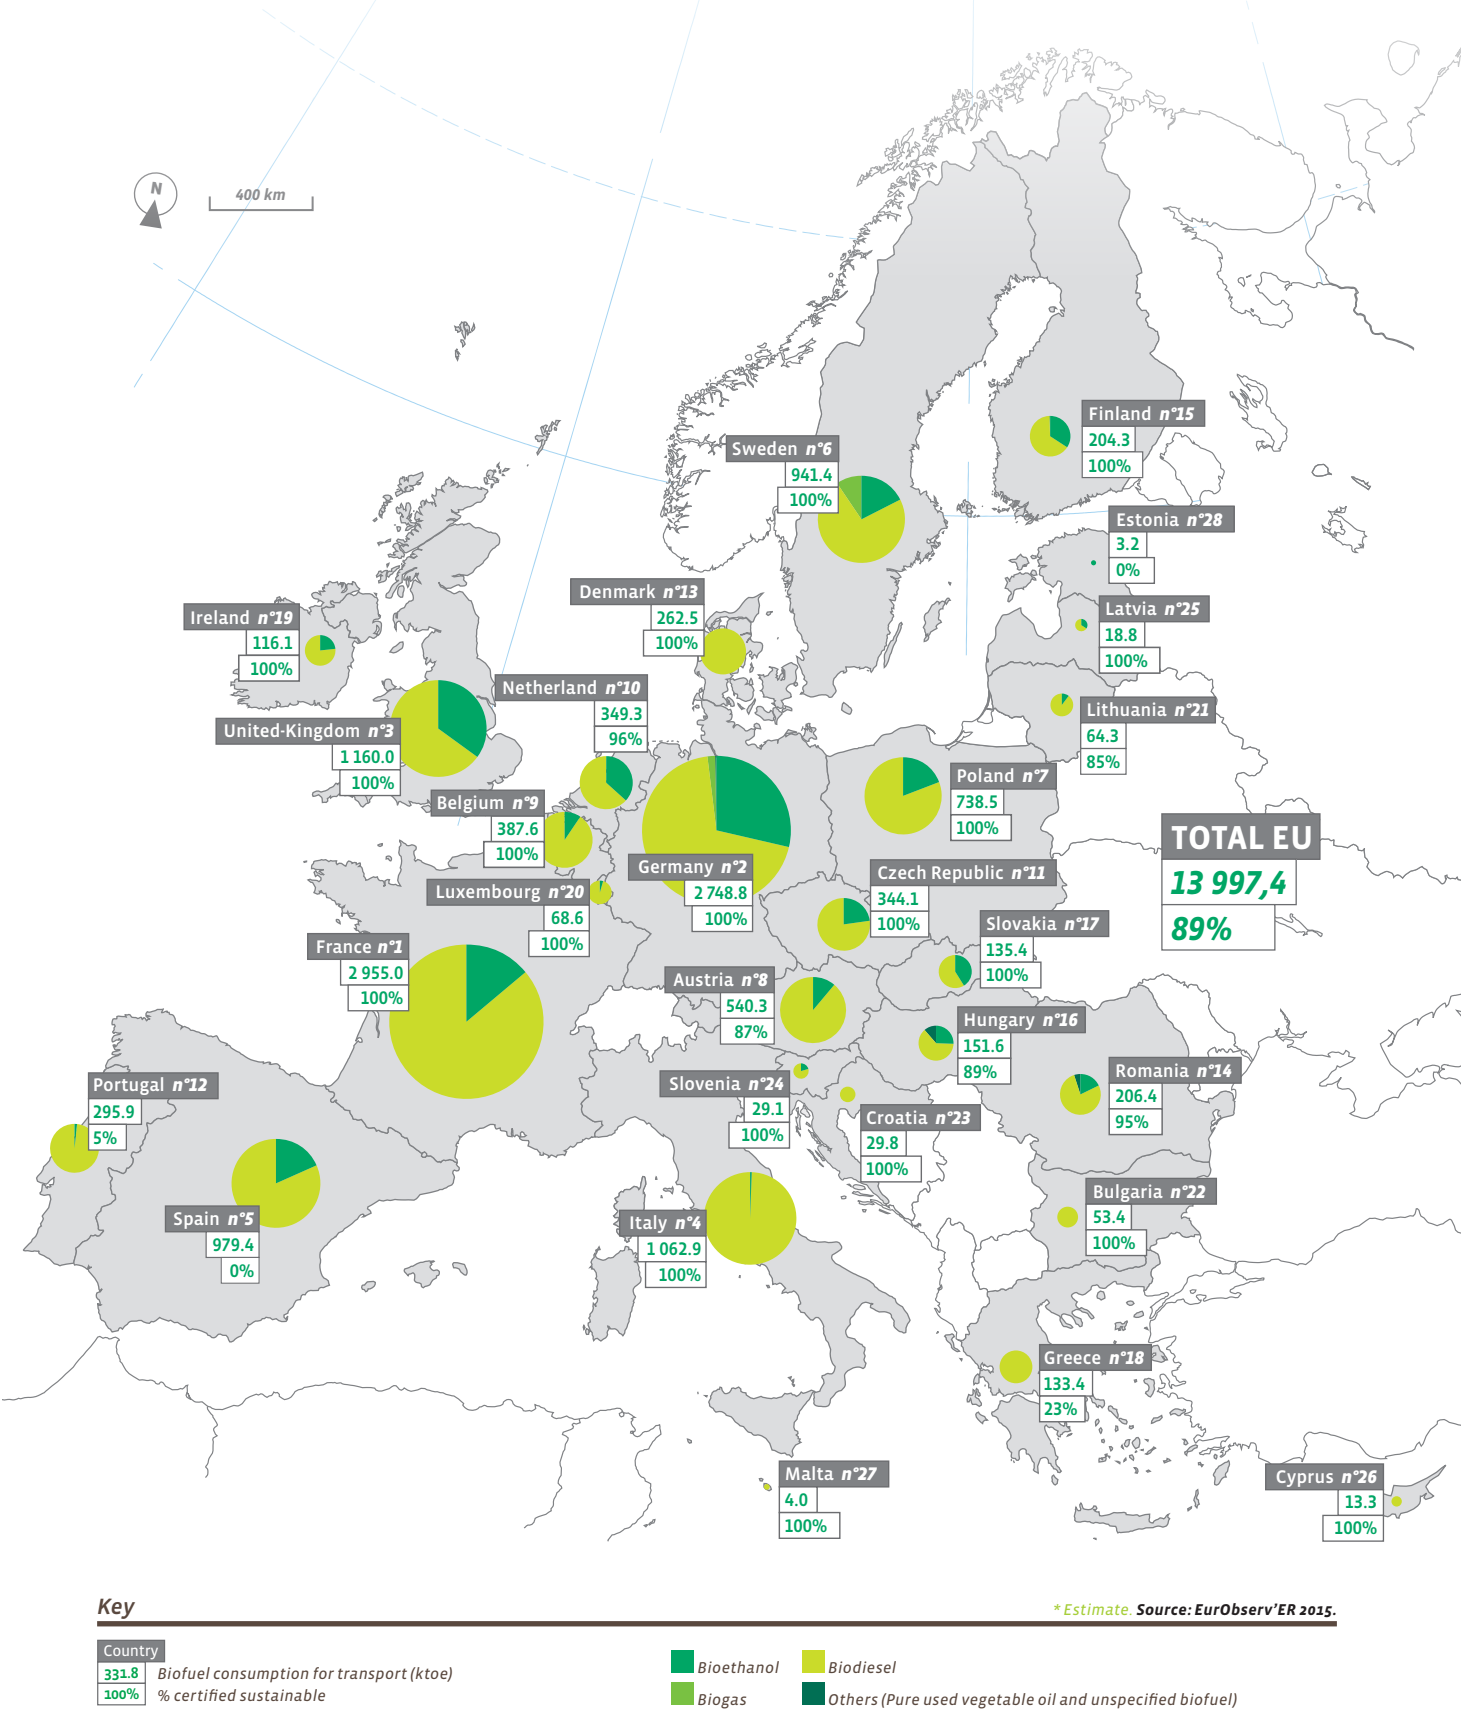 N
400 km
Finland n°15
204.3
100%
Sweden n°6
941.4
100%
Estonia n°28
3.2
0%
Denmark n°13
262.5
100%
Latvia n°25
18.8
100%
Ireland n°19
116.1
100%
Netherland n°10
349.3
96%
Lithuania n°21
64.3
85%
United-Kingdom n°3
1 160.0
100%
Poland n°7
738.5
100%
Belgium n°9
387.6
100%
TOTAL EU
13 997,4
89%
Germany n°2
2 748.8
100%
Czech Republic n°11
344.1
100%
Luxembourg n°20
68.6
100%
Slovakia n°17
135.4
100%
France n°1
2 955.0
100%
Austria n°8
540.3
87%
Hungary n°16
151.6
89%
Romania n°14
206.4
95%
Portugal n°12
295.9
5%
Slovenia n°24
29.1
100%
Croatia n°23
29.8
100%
Bulgaria n°22
53.4
100%
Spain n°5
979.4
0%
Italy n°4
1 062.9
100%
Greece n°18
133.4
23%
Malta n°27
4.0
100%
Cyprus n°26
13.3
100%
Key
* Estimate. Source: EurObserv'ER 2015.
Country
331.8 Biofuel consumption for transport (ktoe)
100% % certified sustainable
Bioethanol
Biodiesel
Biogas
Others (Pure used vegetable oil and unspecified biofuel)